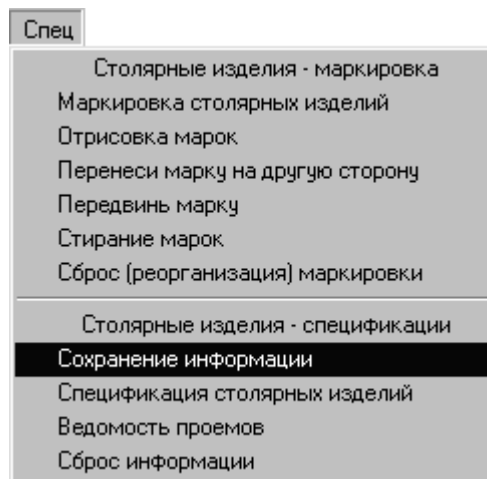 Спец
Столярные изделия - маркировка
Маркировка столярных изделий
Отрисовка марок
Перенеси марку на другую сторону
Передвинь марку
Стирание марок
Сброс (реорганизация) маркировки
Столярные изделия - спецификации
Сохранение информации
Спецификация столярных изделий
Ведомость проемов
Сброс информации